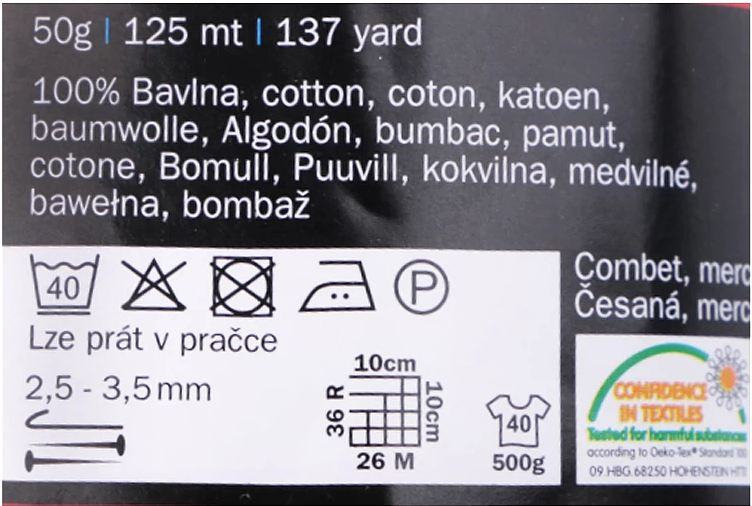 50g | 125 mt | 137 yard
100% Bavlna, cotton, coton, katoen,
baumwolle, Algodón, bumbac, pamut,
cotone, Bomull, Puuvill, kokvilna, medvilné,
bawełna, bombaž
40
P
Lze prát v pračce
2,5 - 3,5mm
10cm
36 R
10cm
26 M
40
500g
Combet, merc
Česaná, merc
CONFIDENCE
IN TEXTILES
Tested for harmful substances
according to Oeko-Tex® Standard 100
09.HBG.68250 HOHENSTEIN HTTI